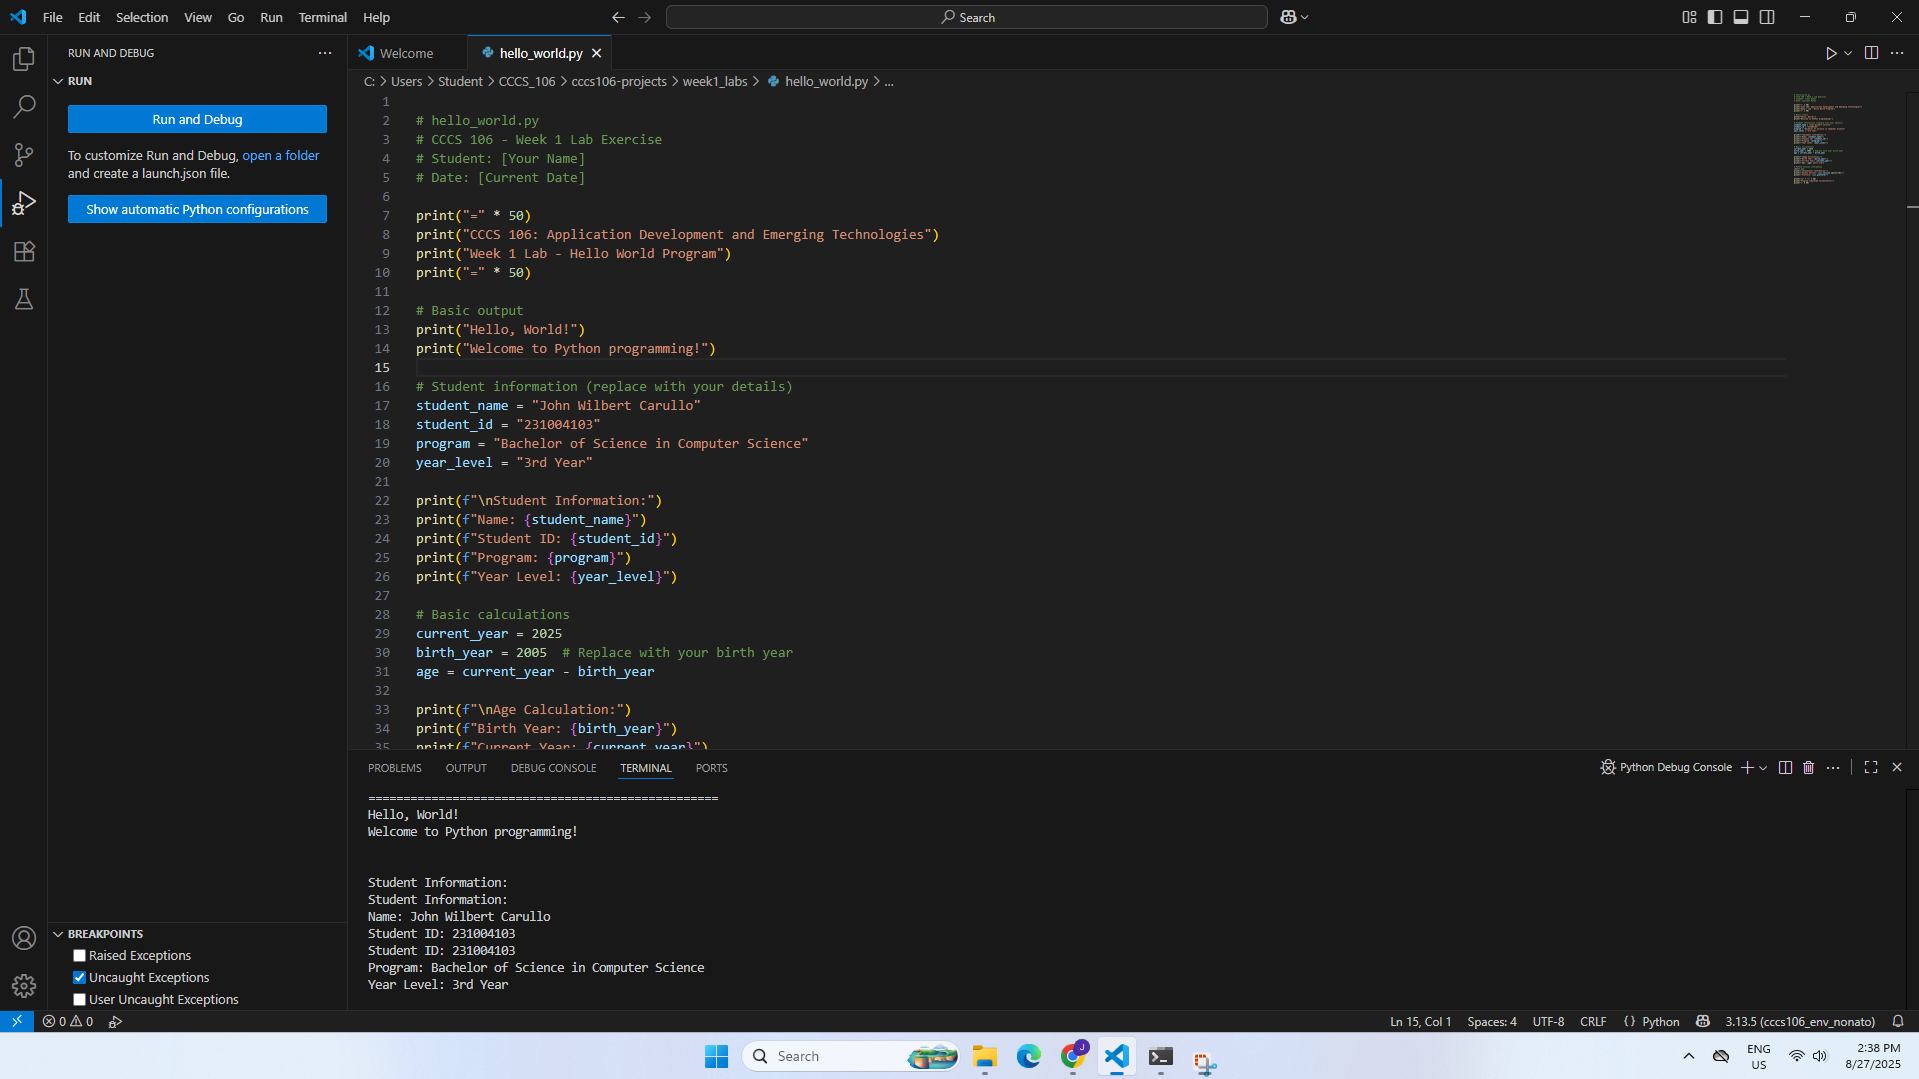 File Edit Selection View Go Run Terminal Help
Search
RUN AND DEBUG
RUN
Run and Debug
To customize Run and Debug, open a folder
and create a launch.json file.
Show automatic Python configurations
BREAKPOINTS
Raised Exceptions
Uncaught Exceptions
User Uncaught Exceptions
Welcome
hello_world.py
C: > Users > Student > CCCS_106 > cccs106-projects > week1_labs > hello_world.py > ...
1
2 # hello_world.py
3 # CCCS 106 - Week 1 Lab Exercise
4 # Student: [Your Name]
5 # Date: [Current Date]
6
7 print("=" * 50)
8 print("CCCS 106: Application Development and Emerging Technologies")
9 print("Week 1 Lab - Hello World Program")
10 print("=" * 50)
11
12 # Basic output
13 print("Hello, World!")
14 print("Welcome to Python programming!")
15
16 # Student information (replace with your details)
17 student_name = "John Wilbert Carullo"
18 student_id = "231004103"
19 program = "Bachelor of Science in Computer Science"
20 year_level = "3rd Year"
21
22 print(f"\nStudent Information:")
23 print(f"Name: {student_name}")
24 print(f"Student ID: {student_id}")
25 print(f"Program: {program}")
26 print(f"Year Level: {year_level}")
27
28 # Basic calculations
29 current_year = 2025
30 birth_year = 2005  # Replace with your birth year
31 age = current_year - birth_year
32
33 print(f"\nAge Calculation:")
34 print(f"Birth Year: {birth_year}")
35 print(f"Current Year: {current_year}")
PROBLEMS OUTPUT DEBUG CONSOLE TERMINAL PORTS
Python Debug Console
==================================================
Hello, World!
Welcome to Python programming!
Student Information:
Student Information:
Name: John Wilbert Carullo
Student ID: 231004103
Student ID: 231004103
Program: Bachelor of Science in Computer Science
Year Level: 3rd Year
0 0
Ln 15, Col 1 Spaces: 4 UTF-8 CRLF {} Python 3.13.5 (cccs106_env_nonato)
Search
J
ENG
US
2:38 PM
8/27/2025